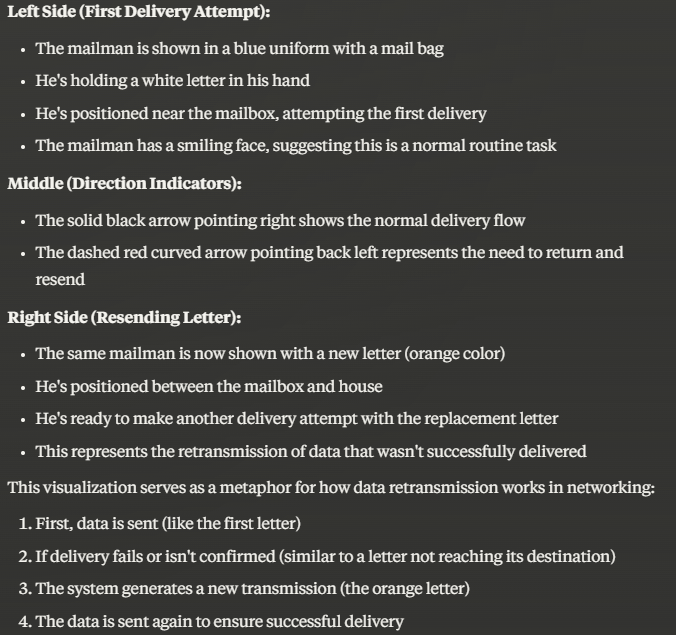 Left Side (First Delivery Attempt):
• The mailman is shown in a blue uniform with a mail bag
• He's holding a white letter in his hand
• He's positioned near the mailbox, attempting the first delivery
• The mailman has a smiling face, suggesting this is a normal routine task
Middle (Direction Indicators):
• The solid black arrow pointing right shows the normal delivery flow
• The dashed red curved arrow pointing back left represents the need to return and
resend
Right Side (Resending Letter):
• The same mailman is now shown with a new letter (orange color)
• He's positioned between the mailbox and house
• He's ready to make another delivery attempt with the replacement letter
• This represents the retransmission of data that wasn't successfully delivered
This visualization serves as a metaphor for how data retransmission works in networking:
1. First, data is sent (like the first letter)
2. If delivery fails or isn't confirmed (similar to a letter not reaching its destination)
3. The system generates a new transmission (the orange letter)
4. The data is sent again to ensure successful delivery